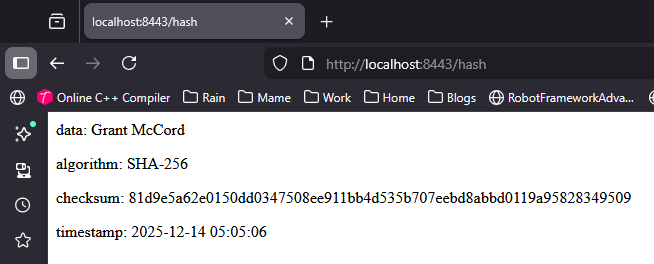 localhost:8443/hash
http://localhost:8443/hash
Online C++ Compiler Rain Mame Work Home Blogs RobotFrameworkAdva...
data: Grant McCord
algorithm: SHA-256
checksum: 81d9e5a62e0150dd0347508ee911bb4d535b707eebd8abbd0119a95828349509
timestamp: 2025-12-14 05:05:06